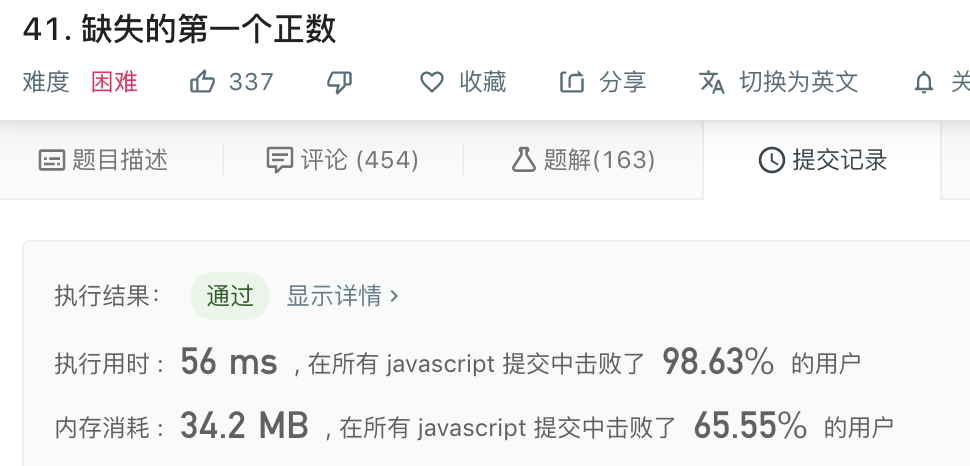 41. 缺失的第一个正数
难度 困难 337 收藏 分享 切换为英文 关
题目描述 评论 (454) 题解(163) 提交记录
执行结果： 通过 显示详情 ›
执行用时 : 56 ms , 在所有 javascript 提交中击败了 98.63% 的用户
内存消耗 : 34.2 MB , 在所有 javascript 提交中击败了 65.55% 的用户